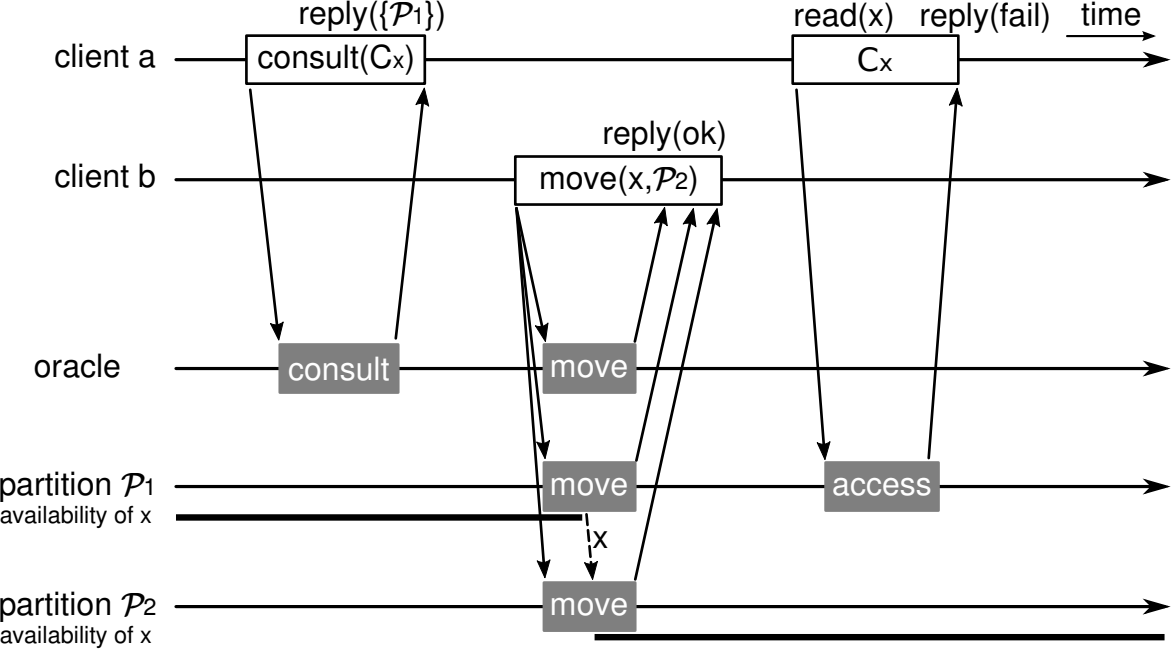 reply({𝒫1}) read(x) reply(fail) time
client a consult(Cx) Cx
reply(ok)
client b move(x,𝒫2)
oracle consult move
partition 𝒫1 move access
availability of x
x
partition 𝒫2 move
availability of x